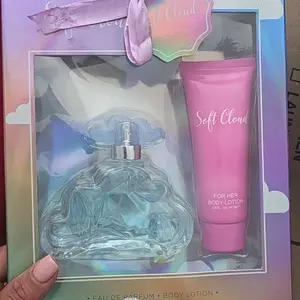 Soft Cloud
Soft Cloud
FOR HER
BODY LOTION
• EAU DE PARFUM • BODY LOTION •